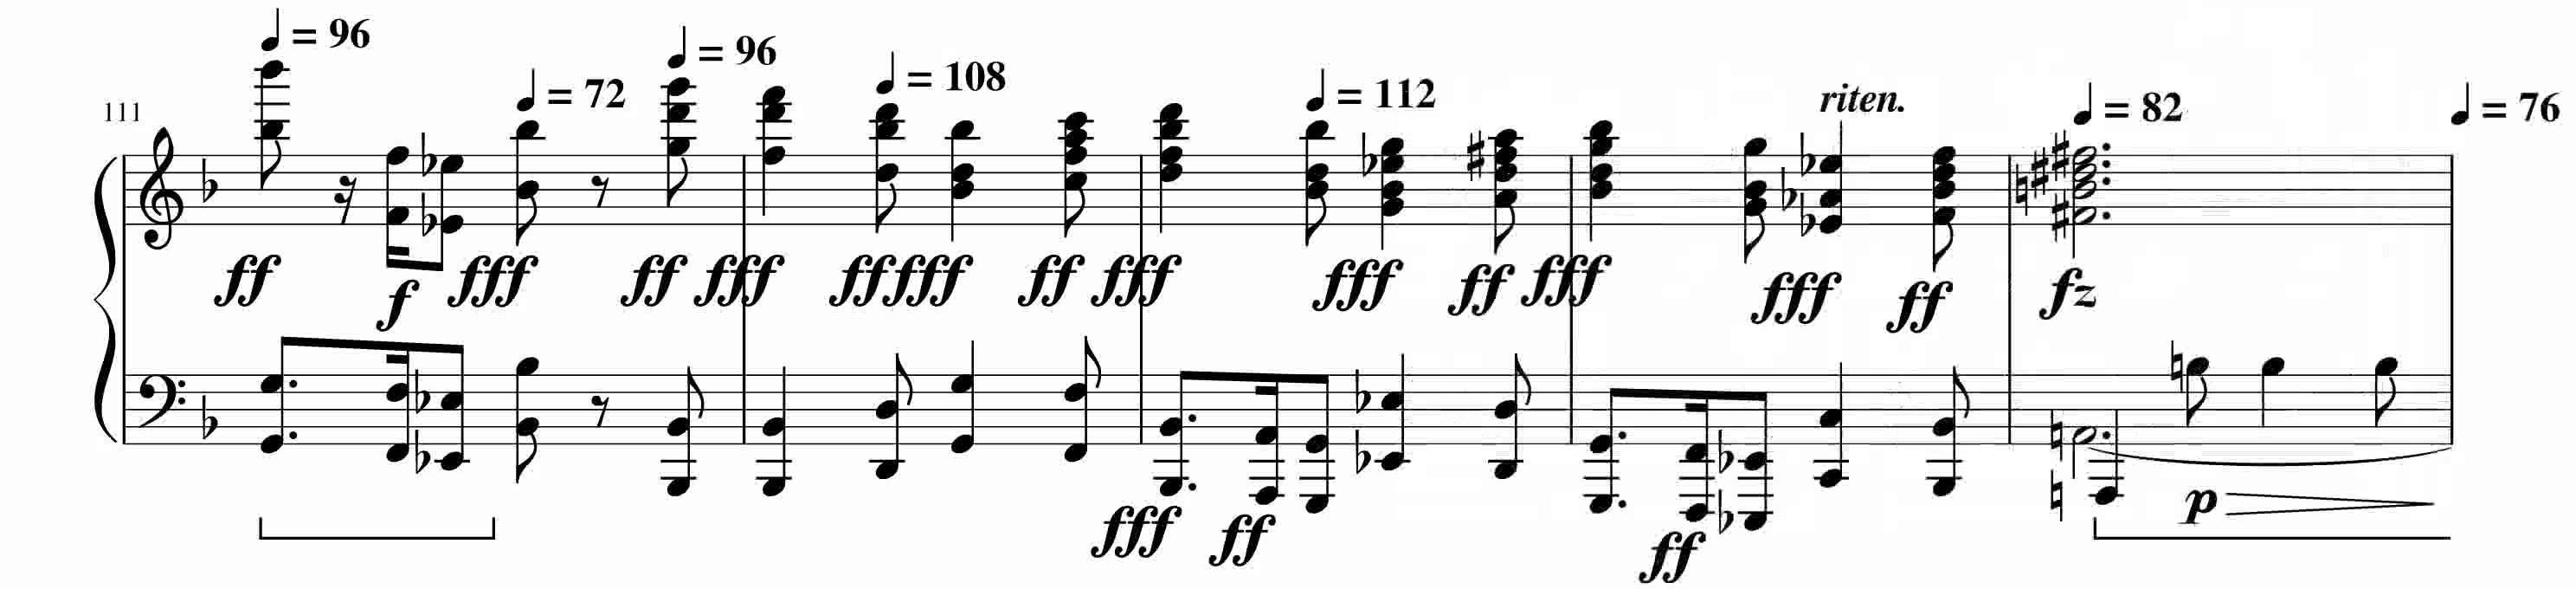 ♩ = 96
♩ = 96
♩ = 72
♩ = 108
♩ = 112
riten.
♩ = 82
♩ = 76
111
ff f fff ff fff ff fff ff fff fff ff fff fff ff fz
fff ff ff p